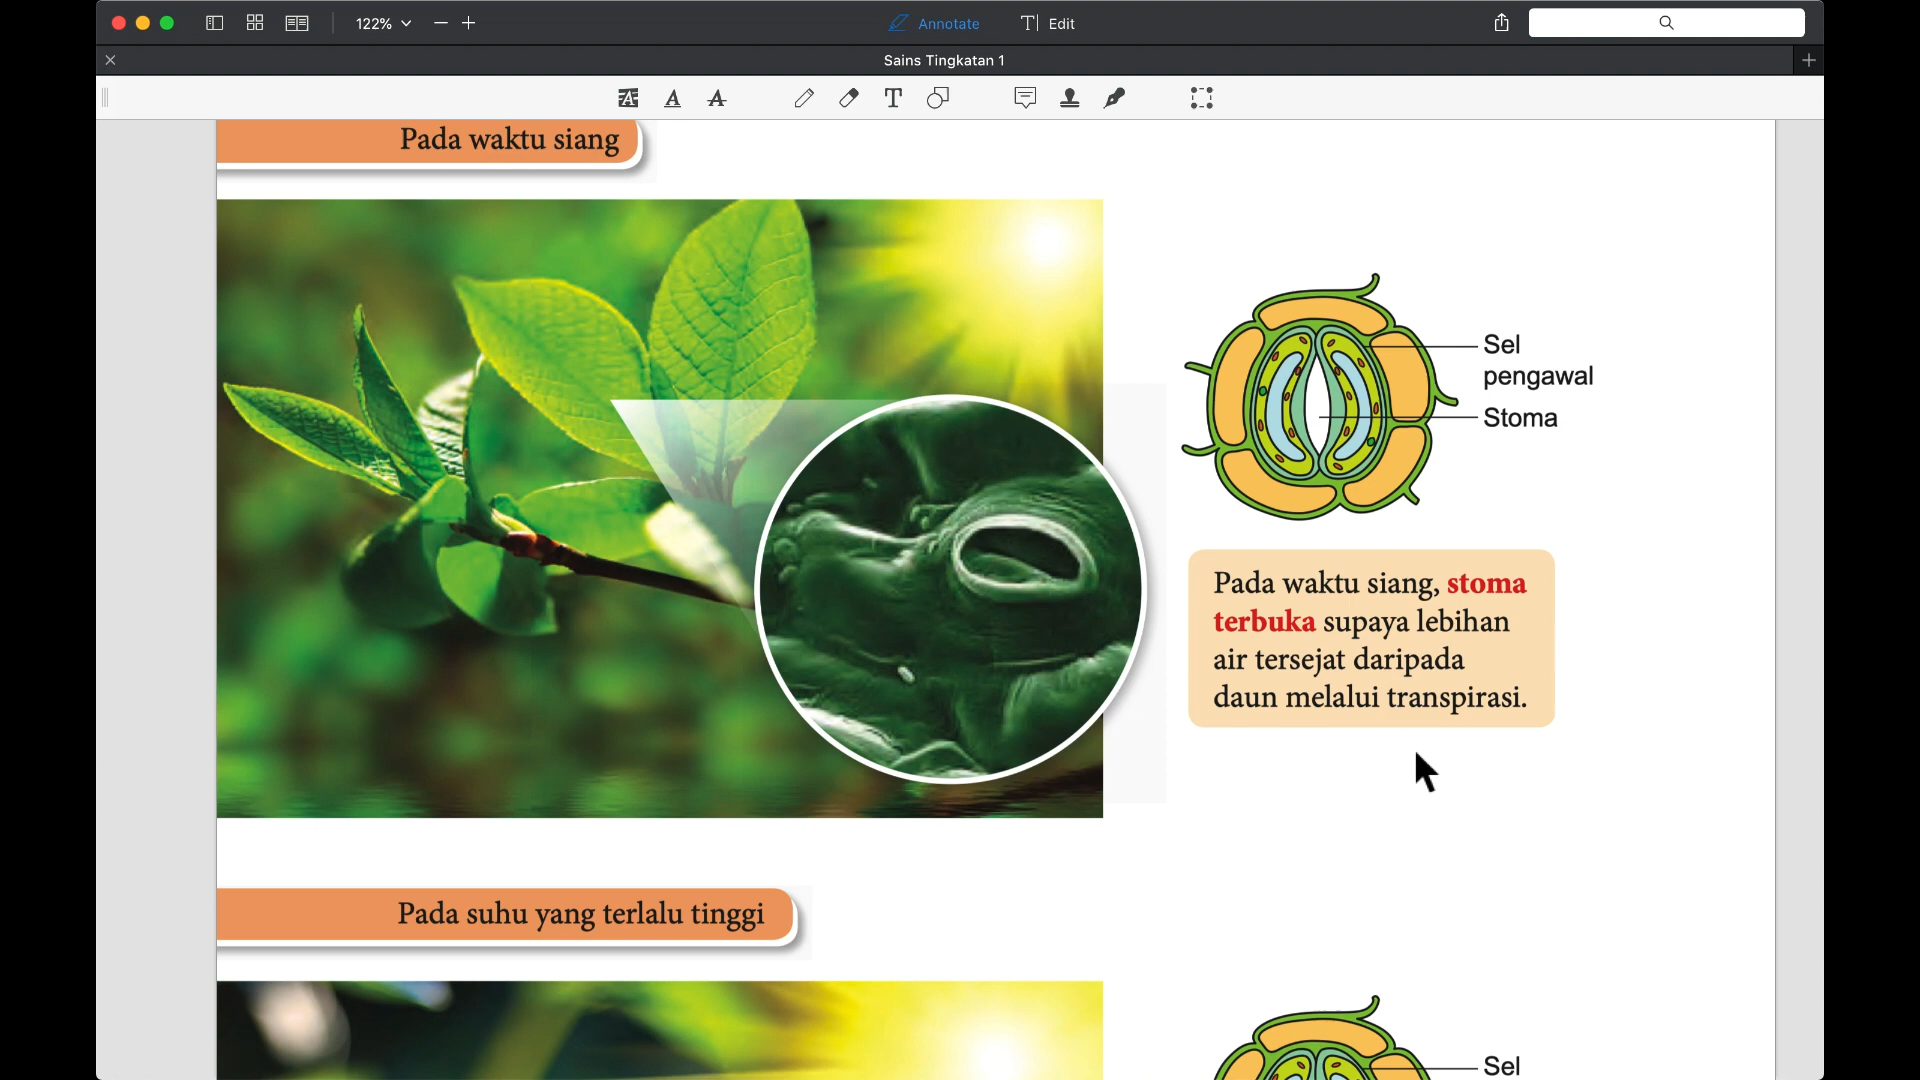 122%
Annotate
Edit
Sains Tingkatan 1
Pada waktu siang
Sel
pengawal
Stoma
Pada waktu siang, stoma
terbuka supaya lebihan
air tersejat daripada
daun melalui transpirasi.
Pada suhu yang terlalu tinggi
Sel